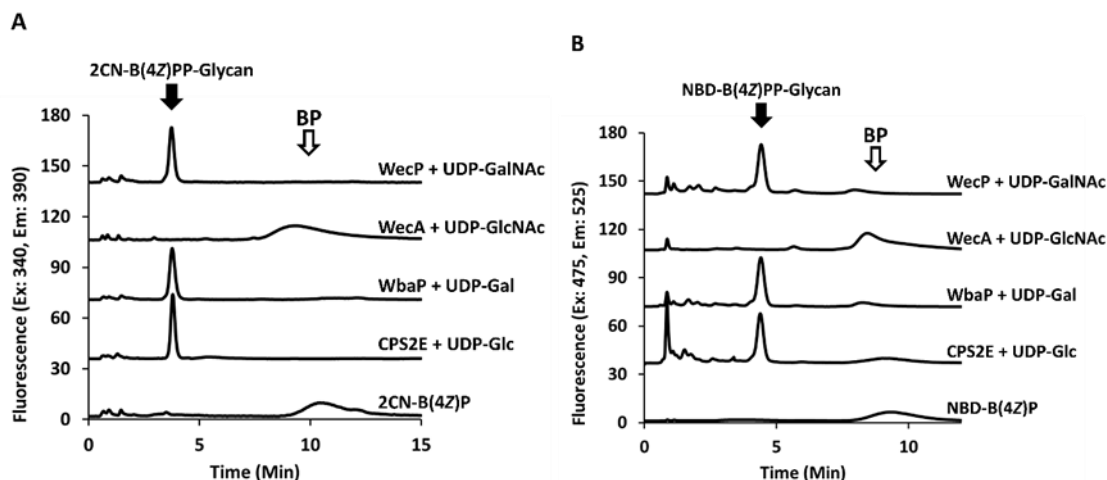 A
2CN-B(4Z)PP-Glycan
BP
180
150
120
90
60
30
0
WecP + UDP-GalNAc
WecA + UDP-GlcNAc
WbaP + UDP-Gal
CPS2E + UDP-Glc
2CN-B(4Z)P
0
5
10
15
Time (Min)
Fluorescence (Ex: 340, Em: 390)
B
NBD-B(4Z)PP-Glycan
BP
180
150
120
90
60
30
0
WecP + UDP-GalNAc
WecA + UDP-GlcNAc
WbaP + UDP-Gal
CPS2E + UDP-Glc
NBD-B(4Z)P
0
5
10
Time (Min)
Fluorescence (Ex: 475, Em: 525)